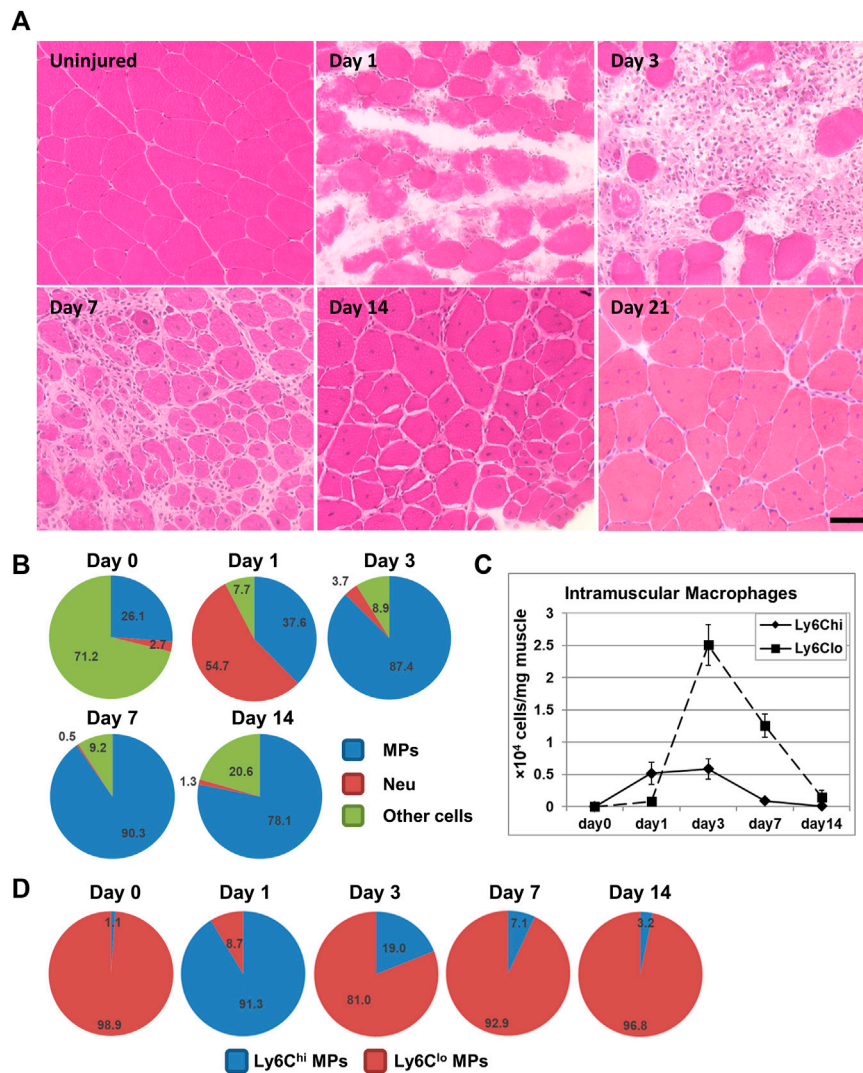 A
Uninjured
Day 1
Day 3
Day 7
Day 14
Day 21
B
Day 0
Day 1
Day 3
26.1
2.7
71.2
7.7
37.6
54.7
3.7
8.9
87.4
Day 7
Day 14
0.5
9.2
90.3
1.3
20.6
78.1
MPs
Neu
Other cells
C
Intramuscular Macrophages
×10⁴ cells/mg muscle
3
2.5
2
1.5
1
0.5
0
day0 day1 day3 day7 day14
Ly6Chi
Ly6Clo
D
Day 0 Day 1 Day 3 Day 7 Day 14
1.1
98.9
8.7
91.3
19.0
81.0
7.1
92.9
3.2
96.8
Ly6Cʰⁱ MPs Ly6Cˡᵒ MPs